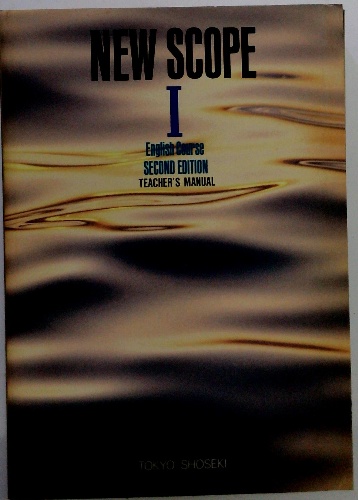 NEW SCOPE
I
English Course
SECOND EDITION
TEACHER'S MANUAL
TOKYO SHOSEKI